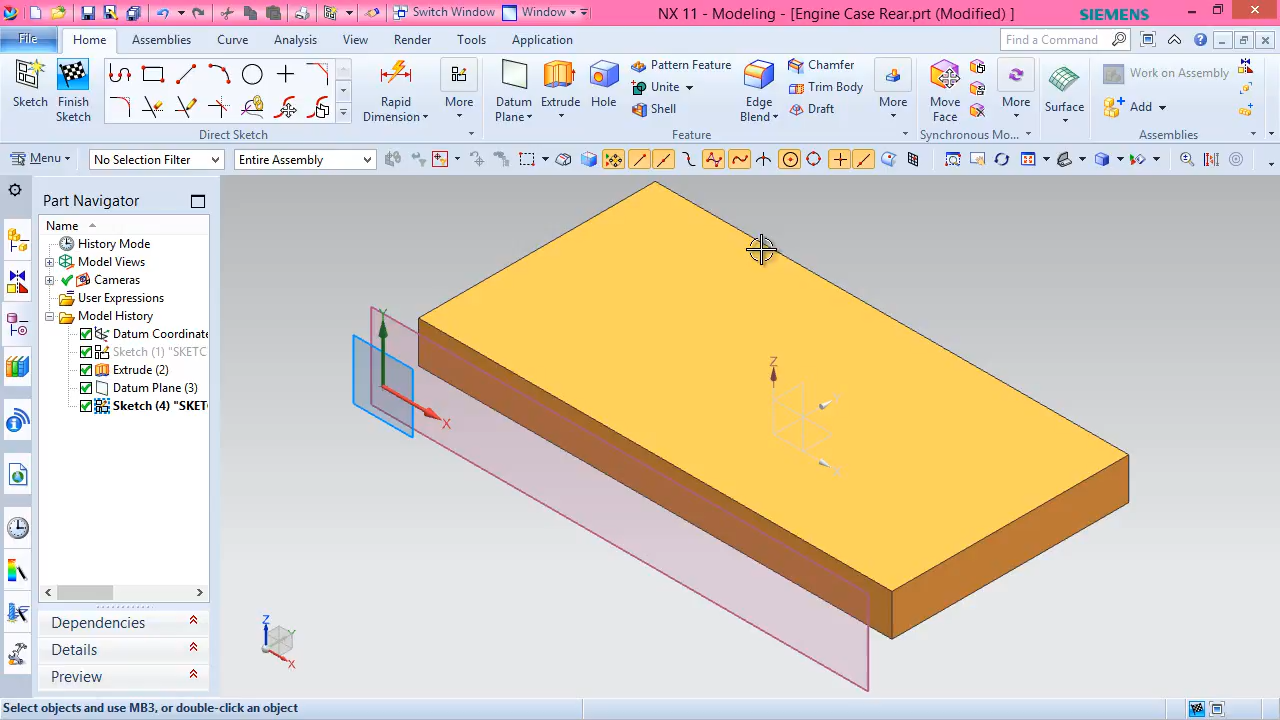 Switch Window
Window
NX 11 - Modeling - [Engine Case Rear.prt (Modified) ]
SIEMENS
File
Home
Assemblies
Curve
Analysis
View
Render
Tools
Application
Find a Command
Sketch
Finish
Sketch
Rapid
Dimension
More
Direct Sketch
Datum
Plane
Extrude
Hole
Pattern Feature
Unite
Shell
Edge
Blend
Chamfer
Trim Body
Draft
More
Feature
Move
Face
More
Synchronous Mo...
Surface
Work on Assembly
Add
Assemblies
Menu
No Selection Filter
Entire Assembly
Part Navigator
Name
History Mode
Model Views
Cameras
User Expressions
Model History
Datum Coordinate
Sketch (1) "SKETC
Extrude (2)
Datum Plane (3)
Sketch (4) "SKET
Dependencies
Details
Preview
Y
X
Z
Z
Y
X
Select objects and use MB3, or double-click an object